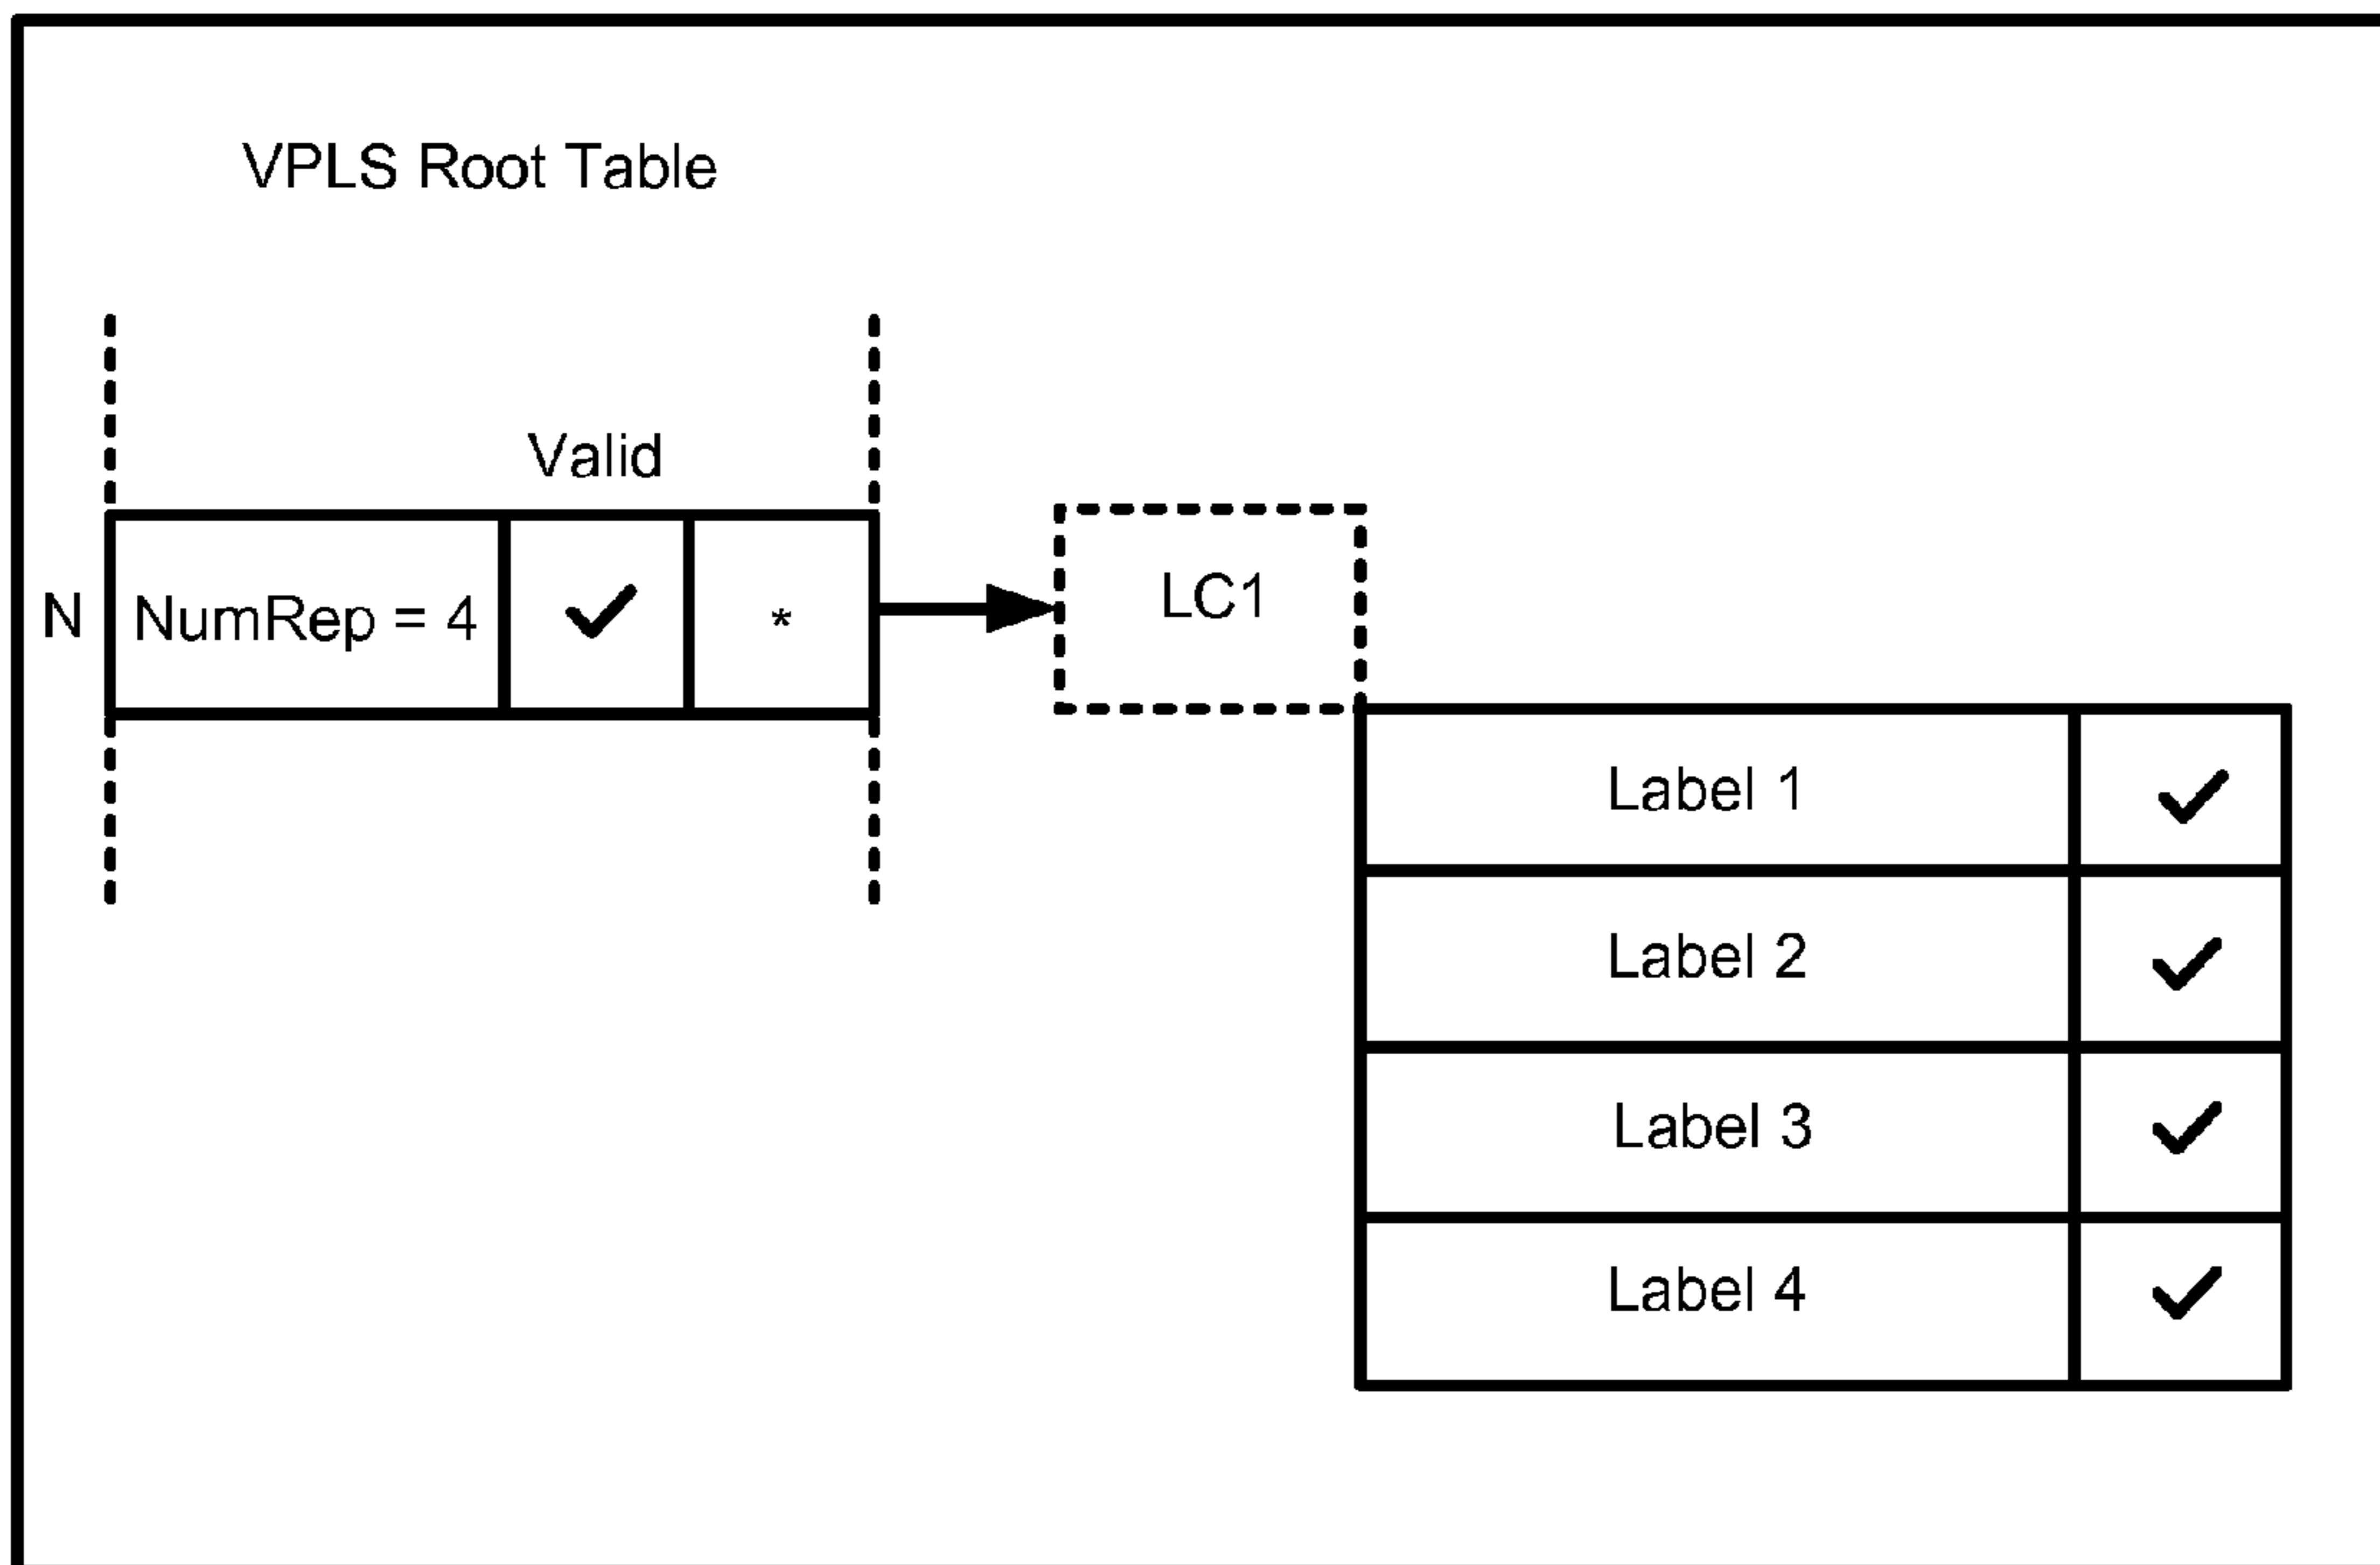 VPLS Root Table
Valid
N NumRep = 4 ✓ *
LC1
Label 1 ✓
Label 2 ✓
Label 3 ✓
Label 4 ✓